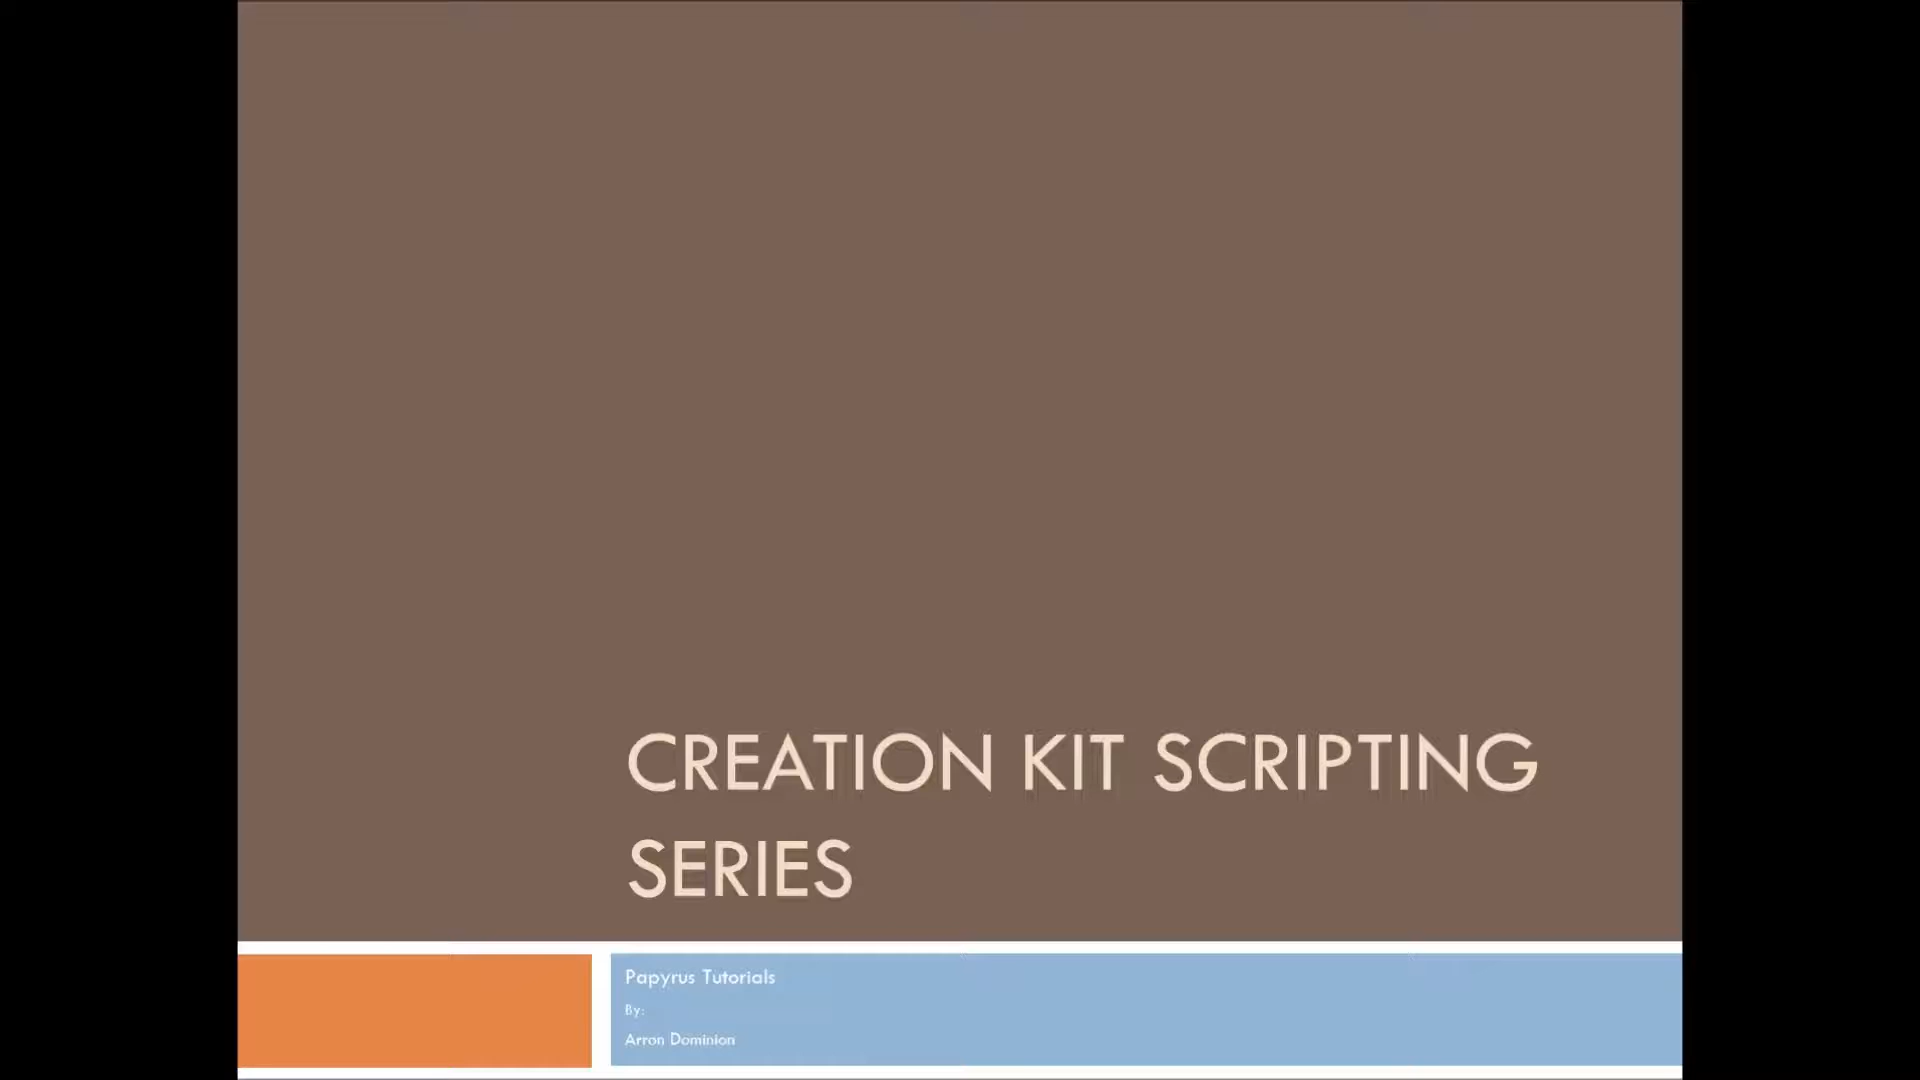 CREATION KIT SCRIPTING
SERIES
Papyrus Tutorials
By:
Arron Dominion